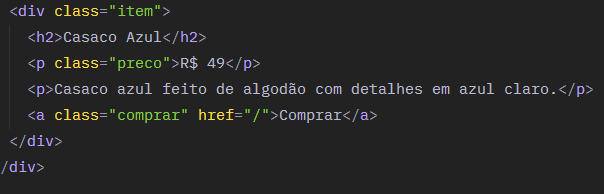 <div class="item">
<h2>Casaco Azul</h2>
<p class="preco">R$ 49</p>
<p>Casaco azul feito de algodão com detalhes em azul claro.</p>
<a class="comprar" href="/">Comprar</a>
</div>
/div>